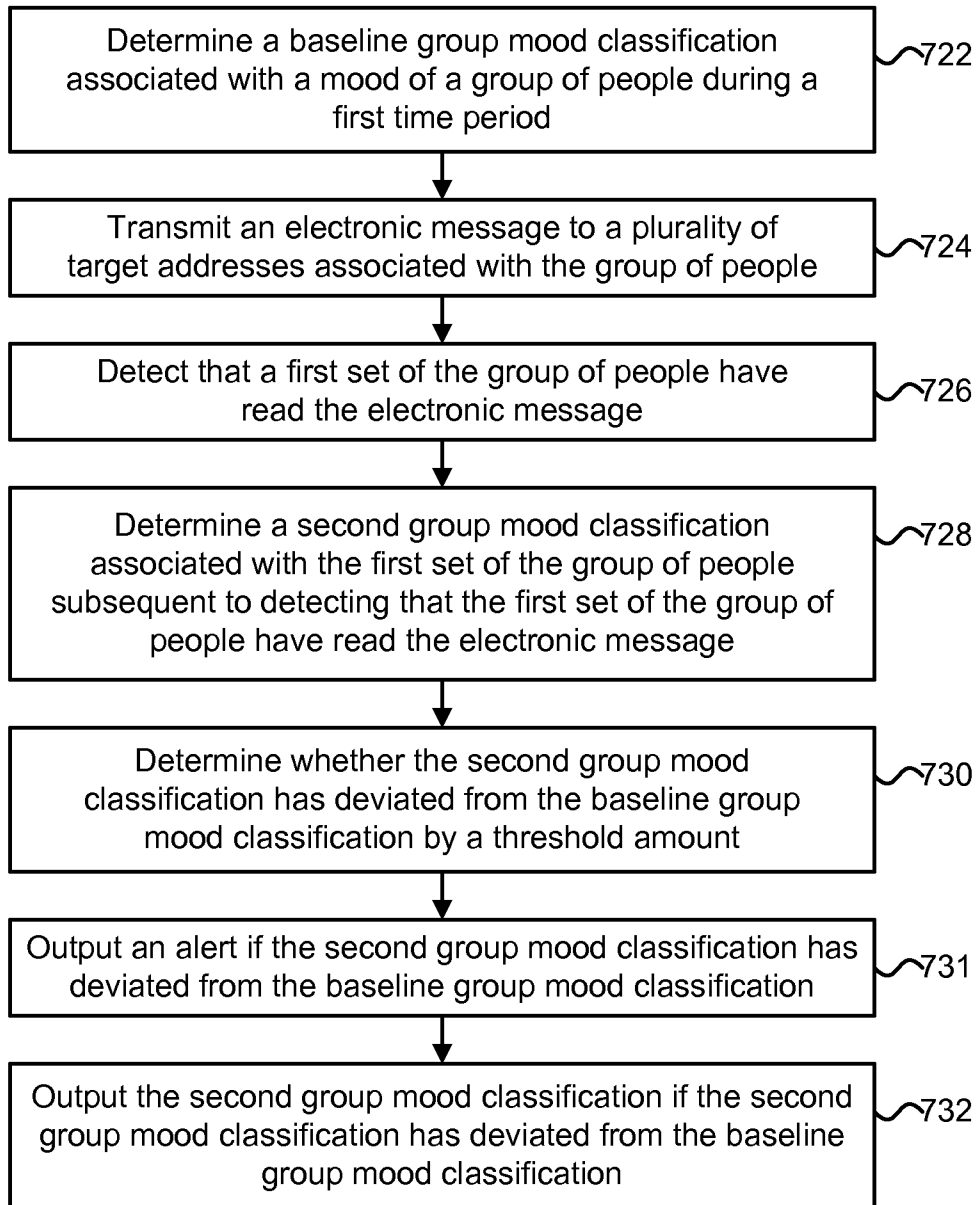 Determine a baseline group mood classification
associated with a mood of a group of people during a
first time period
722
Transmit an electronic message to a plurality of
target addresses associated with the group of people
724
Detect that a first set of the group of people have
read the electronic message
726
Determine a second group mood classification
associated with the first set of the group of people
subsequent to detecting that the first set of the group of
people have read the electronic message
728
Determine whether the second group mood
classification has deviated from the baseline group
mood classification by a threshold amount
730
Output an alert if the second group mood classification has
deviated from the baseline group mood classification
731
Output the second group mood classification if the second
group mood classification has deviated from the baseline
group mood classification
732